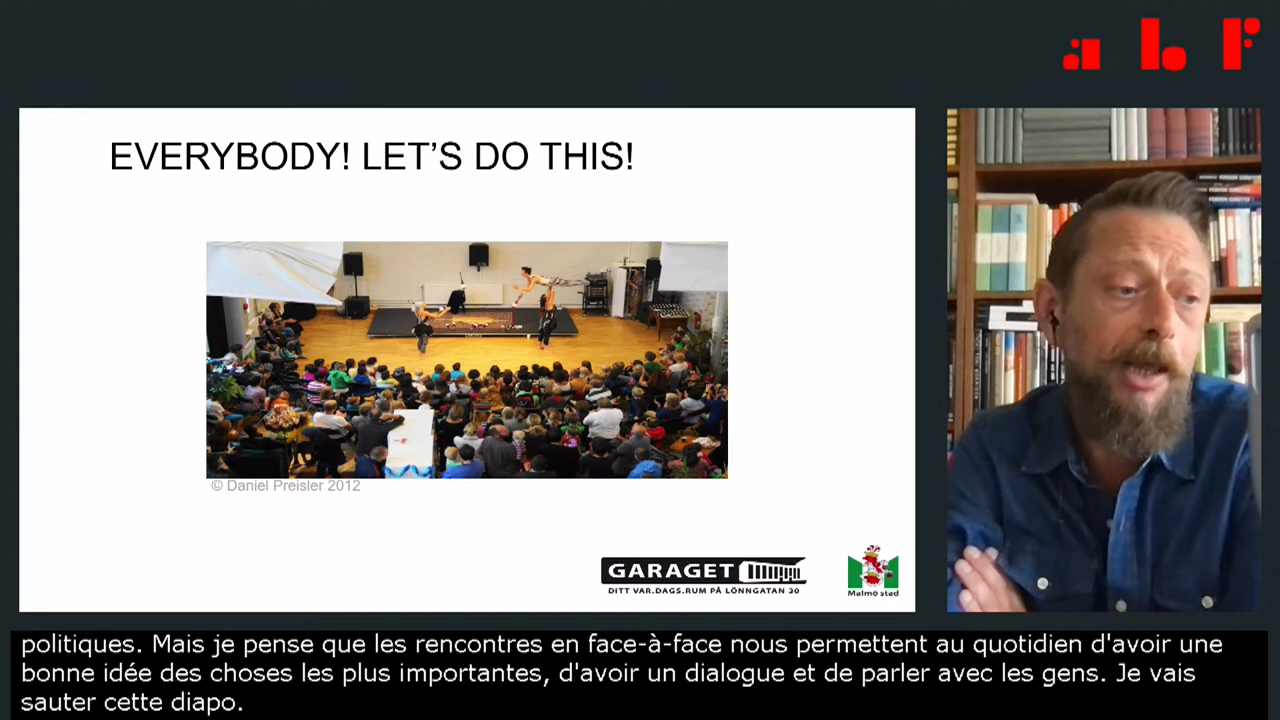 abf
EVERYBODY! LET'S DO THIS!
© Daniel Preisler 2012
GARAGET
DITT VAR.DAGS.RUM PÅ LÖNNGATAN 30
Malmö stad
politiques. Mais je pense que les rencontres en face-à-face nous permettent au quotidien d'avoir une
bonne idée des choses les plus importantes, d'avoir un dialogue et de parler avec les gens. Je vais
sauter cette diapo.